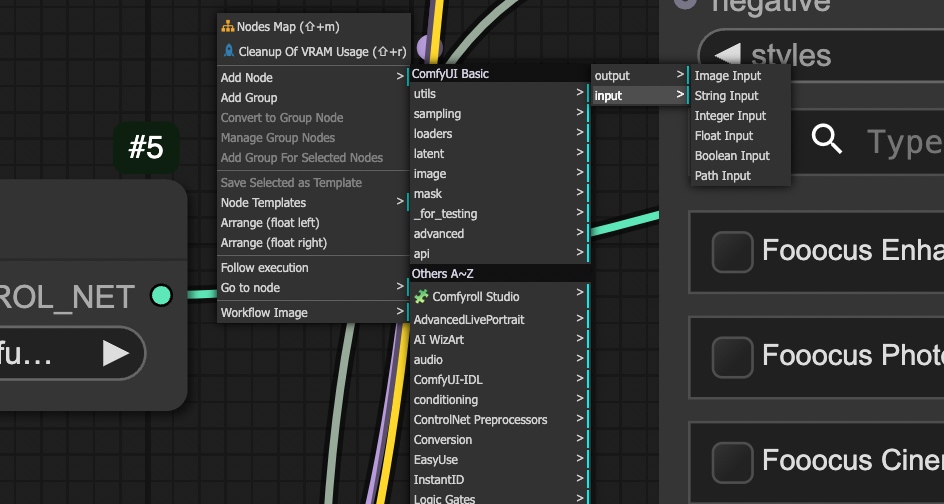 Nodes Map (⇧+m)
Cleanup Of VRAM Usage (⇧+r)
Add Node >
Add Group
Convert to Group Node
Manage Group Nodes
Add Group For Selected Nodes
Save Selected as Template
Node Templates >
Arrange (float left)
Arrange (float right)
Follow execution
Go to node >
Workflow Image >
ComfyUI Basic
utils >
sampling >
loaders >
latent >
image >
mask >
_for_testing >
advanced >
api >
Others A~Z
Comfyroll Studio >
AdvancedLivePortrait >
AI WizArt >
audio >
ComfyUI-IDL >
conditioning >
ControlNet Preprocessors >
Conversion >
EasyUse >
InstantID >
Logic Gates >
output >
input >
Image Input
String Input
Integer Input
Float Input
Boolean Input
Path Input
#5
ROL_NET
fu...
negative
styles
Type
Fooocus Enha
Fooocus Photo
Fooocus Cinem